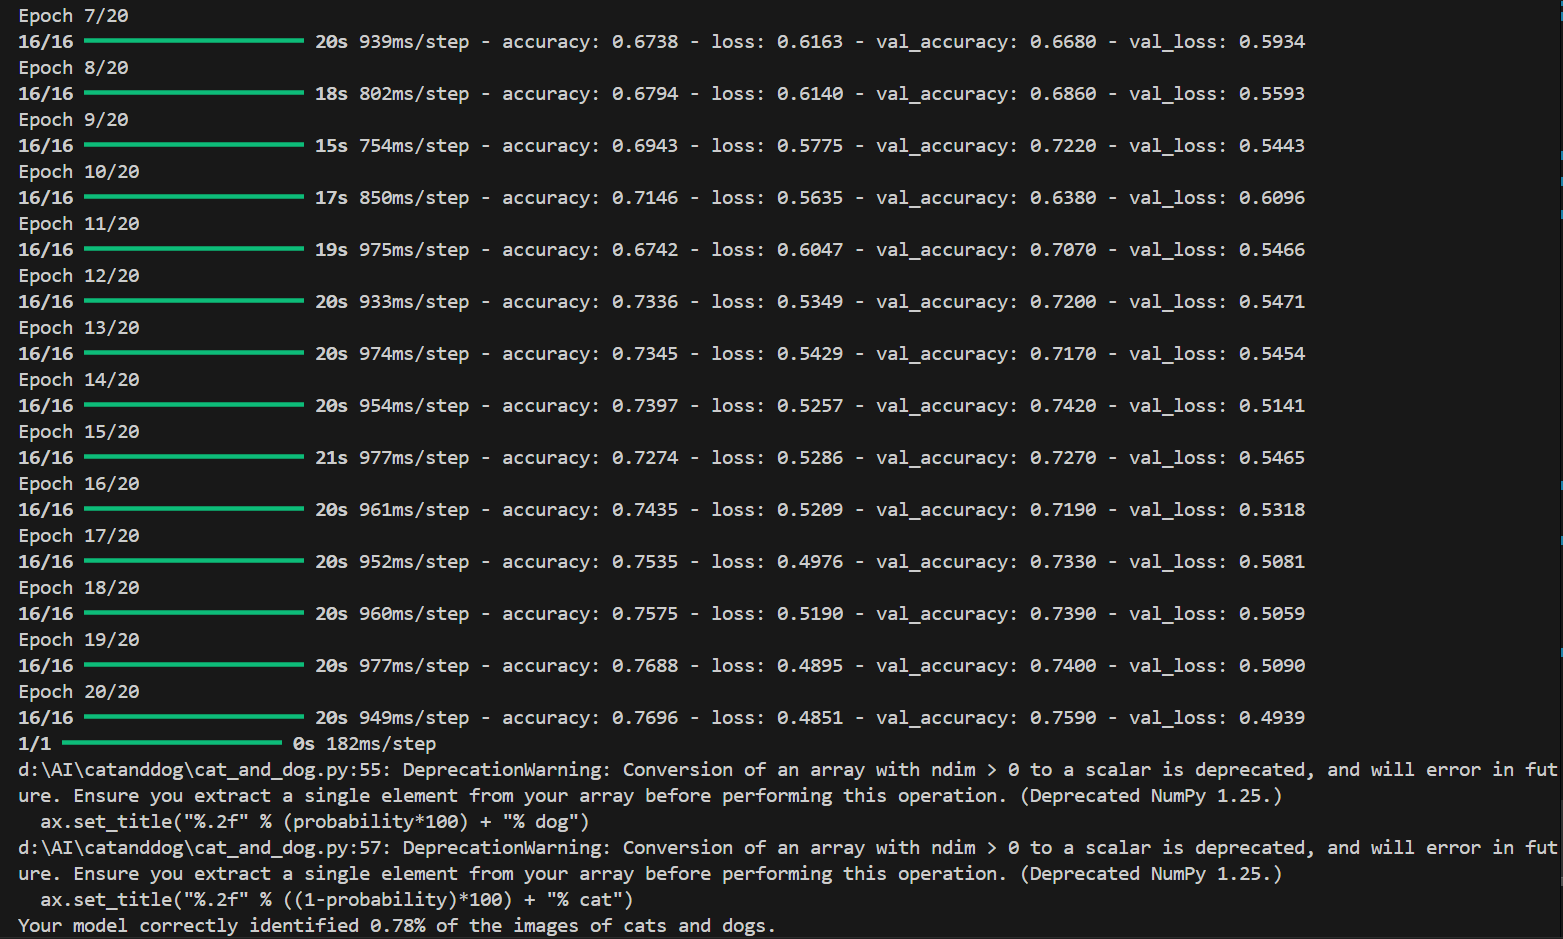 Epoch 7/20
16/16 20s 939ms/step - accuracy: 0.6738 - loss: 0.6163 - val_accuracy: 0.6680 - val_loss: 0.5934
Epoch 8/20
16/16 18s 802ms/step - accuracy: 0.6794 - loss: 0.6140 - val_accuracy: 0.6860 - val_loss: 0.5593
Epoch 9/20
16/16 15s 754ms/step - accuracy: 0.6943 - loss: 0.5775 - val_accuracy: 0.7220 - val_loss: 0.5443
Epoch 10/20
16/16 17s 850ms/step - accuracy: 0.7146 - loss: 0.5635 - val_accuracy: 0.6380 - val_loss: 0.6096
Epoch 11/20
16/16 19s 975ms/step - accuracy: 0.6742 - loss: 0.6047 - val_accuracy: 0.7070 - val_loss: 0.5466
Epoch 12/20
16/16 20s 933ms/step - accuracy: 0.7336 - loss: 0.5349 - val_accuracy: 0.7200 - val_loss: 0.5471
Epoch 13/20
16/16 20s 974ms/step - accuracy: 0.7345 - loss: 0.5429 - val_accuracy: 0.7170 - val_loss: 0.5454
Epoch 14/20
16/16 20s 954ms/step - accuracy: 0.7397 - loss: 0.5257 - val_accuracy: 0.7420 - val_loss: 0.5141
Epoch 15/20
16/16 21s 977ms/step - accuracy: 0.7274 - loss: 0.5286 - val_accuracy: 0.7270 - val_loss: 0.5465
Epoch 16/20
16/16 20s 961ms/step - accuracy: 0.7435 - loss: 0.5209 - val_accuracy: 0.7190 - val_loss: 0.5318
Epoch 17/20
16/16 20s 952ms/step - accuracy: 0.7535 - loss: 0.4976 - val_accuracy: 0.7330 - val_loss: 0.5081
Epoch 18/20
16/16 20s 960ms/step - accuracy: 0.7575 - loss: 0.5190 - val_accuracy: 0.7390 - val_loss: 0.5059
Epoch 19/20
16/16 20s 977ms/step - accuracy: 0.7688 - loss: 0.4895 - val_accuracy: 0.7400 - val_loss: 0.5090
Epoch 20/20
16/16 20s 949ms/step - accuracy: 0.7696 - loss: 0.4851 - val_accuracy: 0.7590 - val_loss: 0.4939
1/1 0s 182ms/step
d:\AI\catanddog\cat_and_dog.py:55: DeprecationWarning: Conversion of an array with ndim > 0 to a scalar is deprecated, and will error in fut
ure. Ensure you extract a single element from your array before performing this operation. (Deprecated NumPy 1.25.)
  ax.set_title("%.2f" % (probability*100) + "% dog")
d:\AI\catanddog\cat_and_dog.py:57: DeprecationWarning: Conversion of an array with ndim > 0 to a scalar is deprecated, and will error in fut
ure. Ensure you extract a single element from your array before performing this operation. (Deprecated NumPy 1.25.)
  ax.set_title("%.2f" % ((1-probability)*100) + "% cat")
Your model correctly identified 0.78% of the images of cats and dogs.